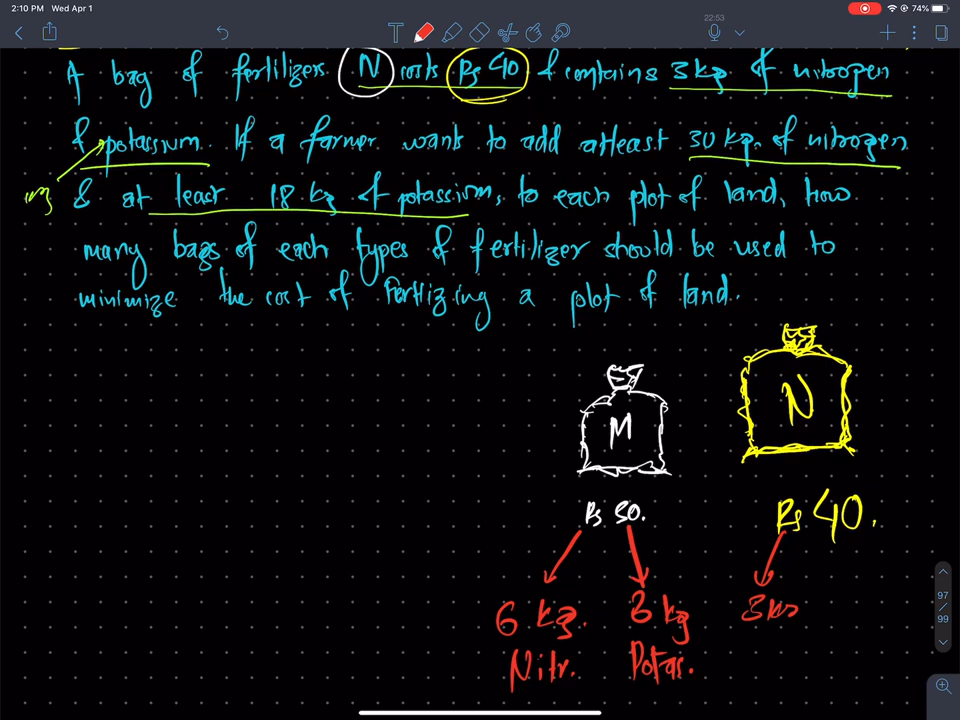 2:10 PM Wed Apr 1
74%
22:53
A bag of fertilizers N costs Rs 40 & contains 3 kg of nitrogen
& potassium. If a farmer wants to add atleast 30 kg. of nitrogen
& at least 18 kg of potassium, to each plot of land, how
many bags of each types of fertilizer should be used to
minimize the cost of Fertizing a plot of land.
M
N
Rs 50.
Rs 40.
6 kg.
3 kg
Nitr.
Potas.
97
99